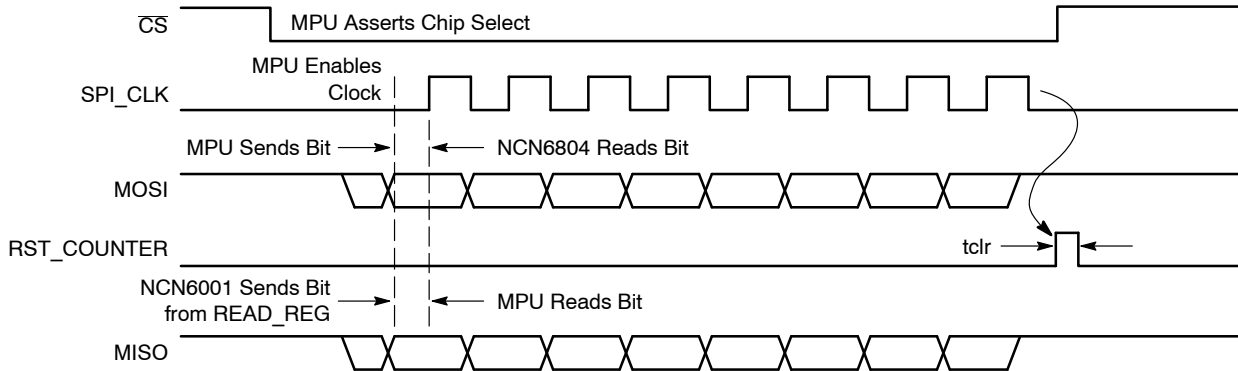 CS
MPU Asserts Chip Select
MPU Enables
Clock
SPI_CLK
MPU Sends Bit
NCN6804 Reads Bit
MOSI
RST_COUNTER
tclr
NCN6001 Sends Bit
from READ_REG
MPU Reads Bit
MISO